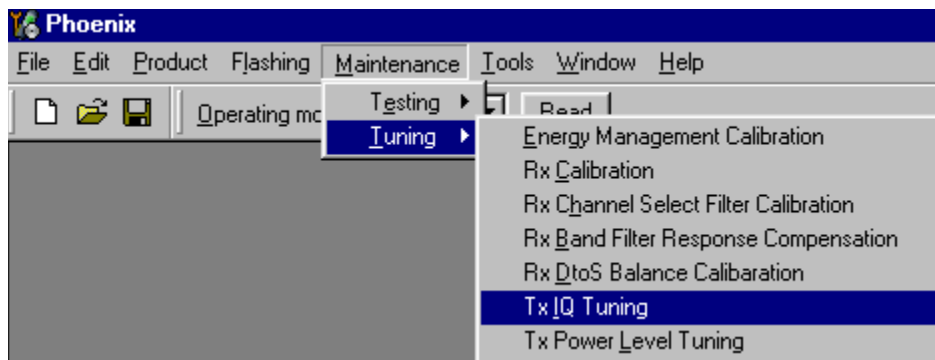 Phoenix
File Edit Product Flashing Maintenance Tools Window Help
Operating mo Read
Testing
Tuning
Energy Management Calibration
Rx Calibration
Rx Channel Select Filter Calibration
Rx Band Filter Response Compensation
Rx DtoS Balance Calibaration
Tx IQ Tuning
Tx Power Level Tuning